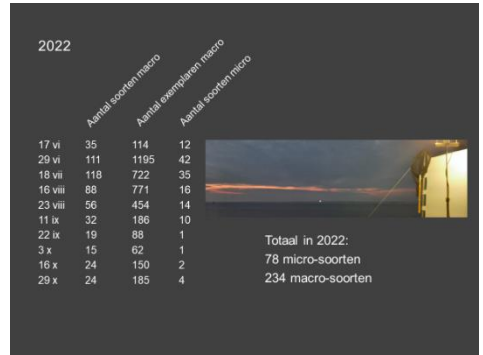 2022
Aantal soorten macro
Aantal exemplaren macro
Aantal soorten micro
17 vi 35 114 12
29 vi 111 1195 42
18 vii 118 722 35
16 viii 88 771 16
23 viii 56 454 14
11 ix 32 186 10
22 ix 19 88 1
3 x 15 62 1
16 x 24 150 2
29 x 24 185 4
Totaal in 2022:
78 micro-soorten
234 macro-soorten